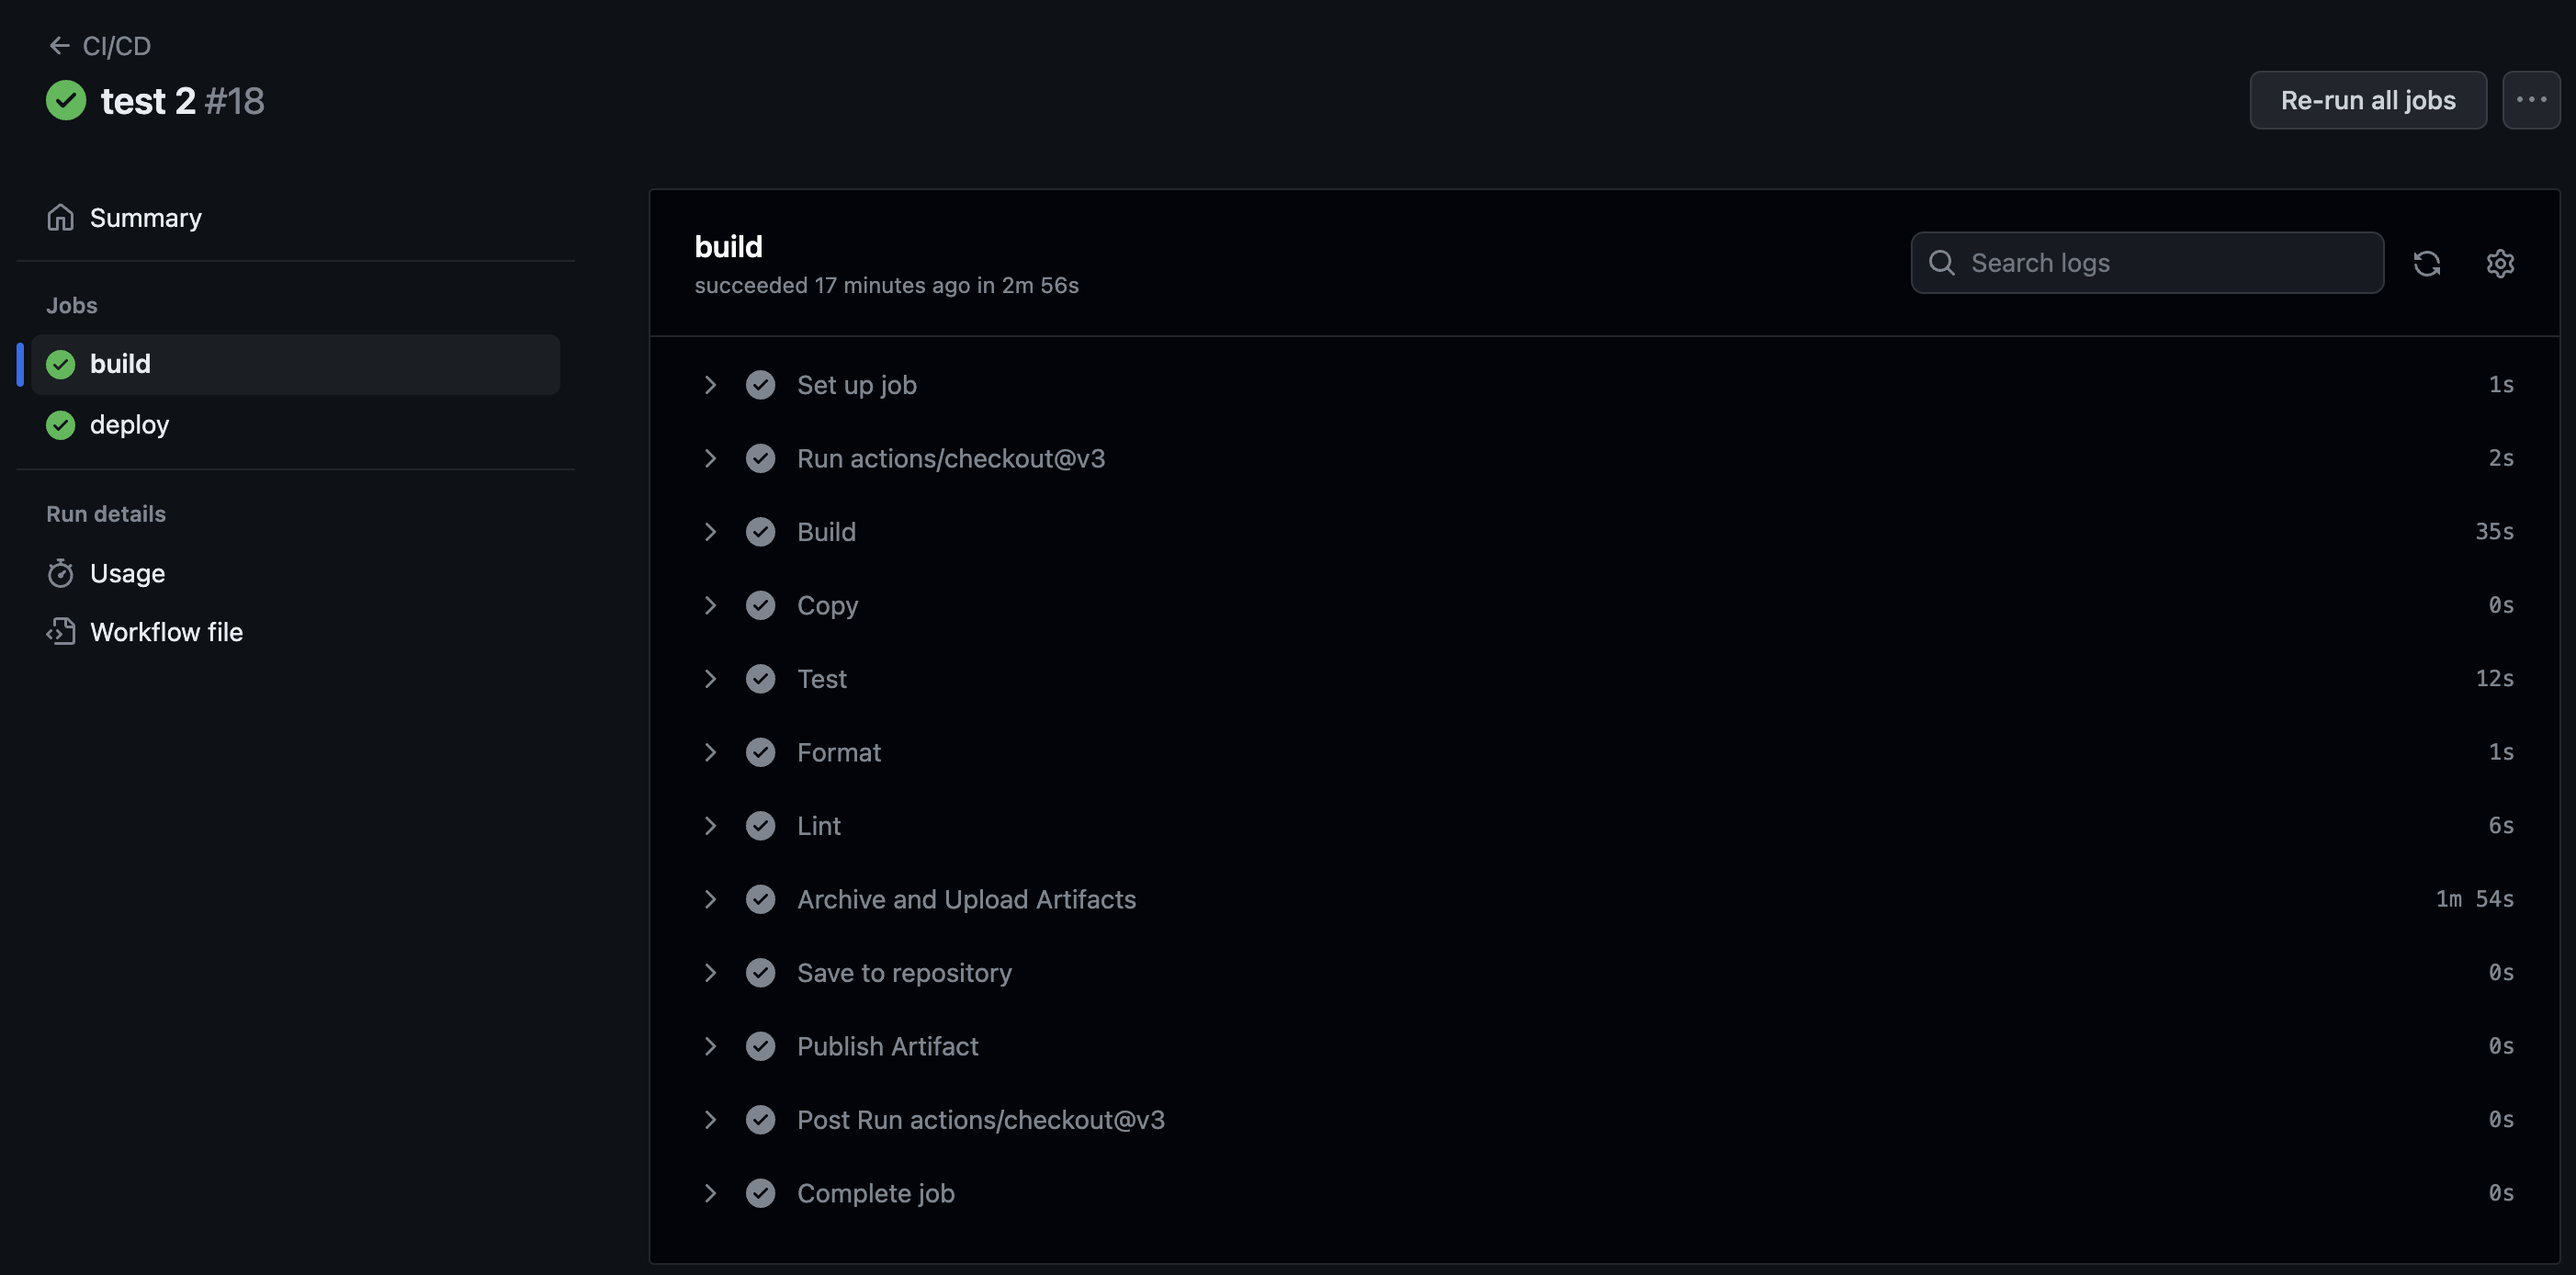 CI/CD
test 2 #18
Re-run all jobs
Summary
Jobs
build
deploy
Run details
Usage
Workflow file
build
succeeded 17 minutes ago in 2m 56s
Search logs
Set up job 1s
Run actions/checkout@v3 2s
Build 35s
Copy 0s
Test 12s
Format 1s
Lint 6s
Archive and Upload Artifacts 1m 54s
Save to repository 0s
Publish Artifact 0s
Post Run actions/checkout@v3 0s
Complete job 0s